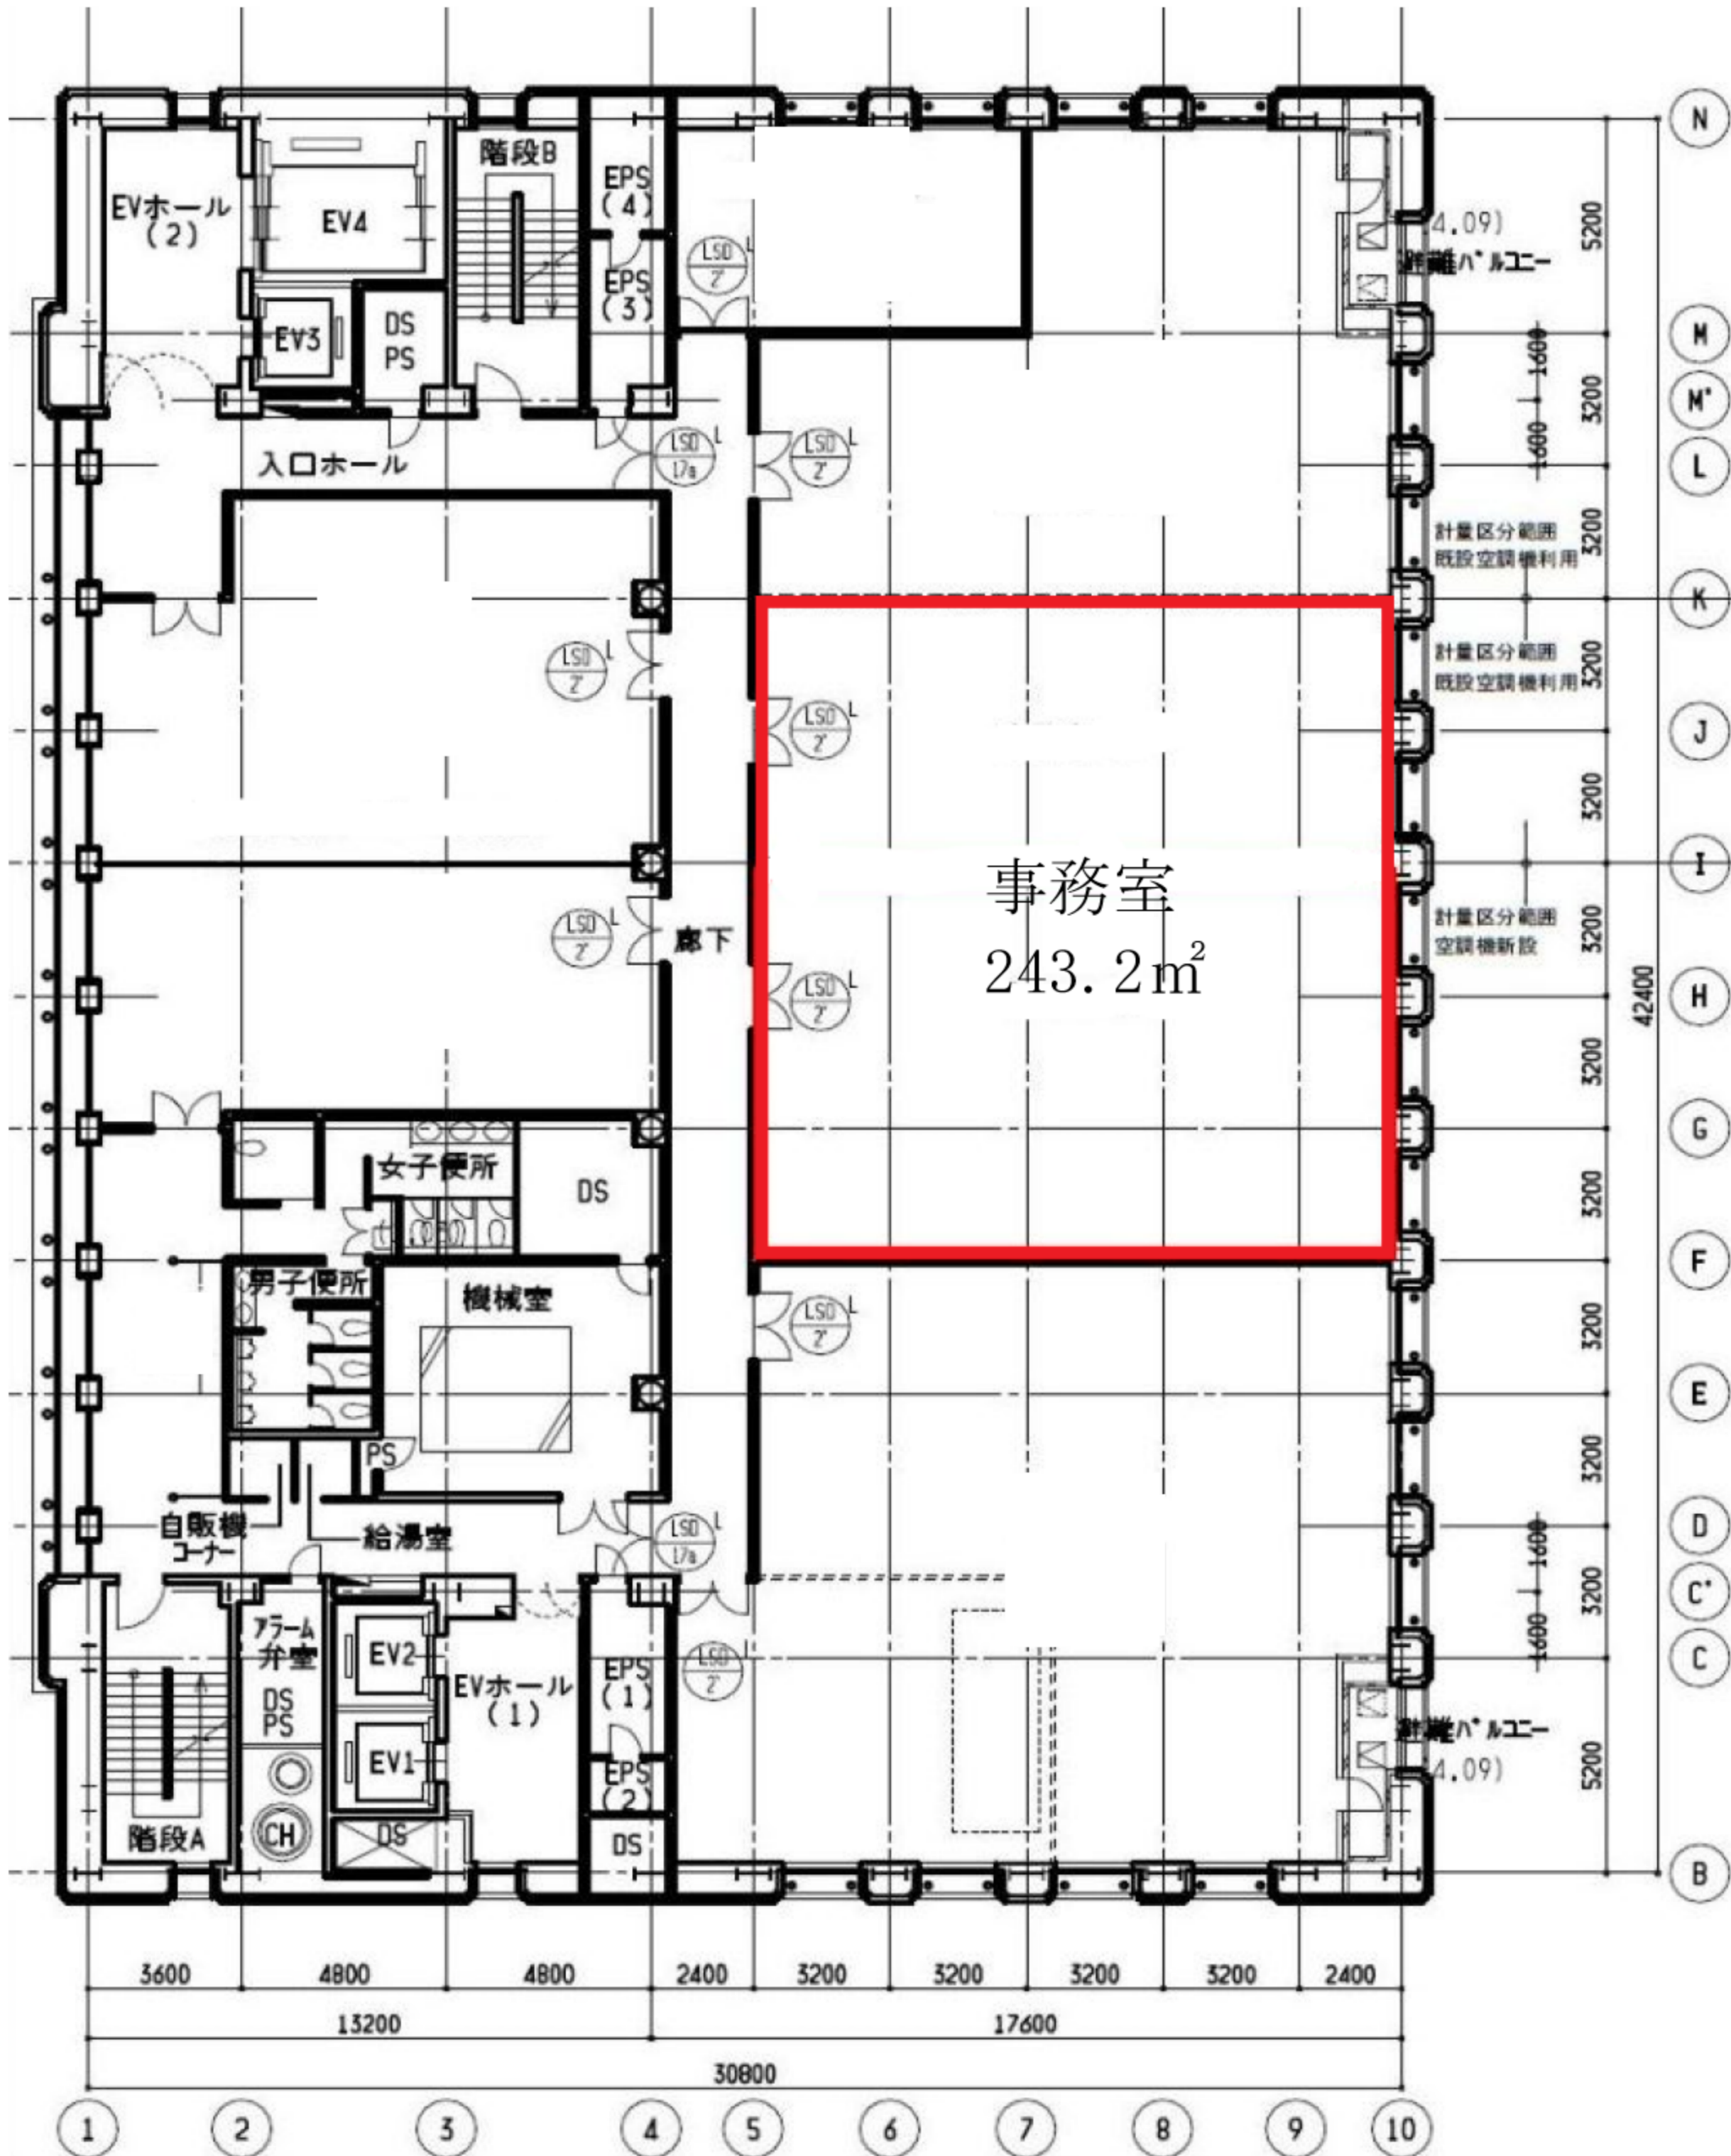 N
階段B
EPS
(4)
EVホール
(2)
EV4
5200
4.09)
避難バルコニー
LSD
2'
L
EPS
(3)
EV3
DS
PS
M
1600
3200
M'
LSD
17a
L
LSD
2'
L
入口ホール
1600
L
計量区分範囲
既設空調機利用
3200
K
計量区分範囲
既設空調機利用
3200
LSD
2'
L
LSD
2'
L
J
3200
I
事務室
243.2㎡
計量区分範囲
空調機新設
3200
LSD
2'
L
廊下
LSD
2'
L
42400
H
3200
G
女子便所
DS
3200
F
男子便所
機械室
LSD
2'
L
3200
E
PS
3200
自販機
コーナー
給湯室
LSD
17a
L
D
1600
3200
C'
1600
アラーム
弁室
EV2
EVホール
(1)
EPS
(1)
LSD
2'
L
C
DS
PS
避難バルコニー
4.09)
EV1
EPS
(2)
5200
階段A
CH
DS
DS
B
3600
4800
4800
2400
3200
3200
3200
3200
2400
13200
17600
30800
1
2
3
4
5
6
7
8
9
10